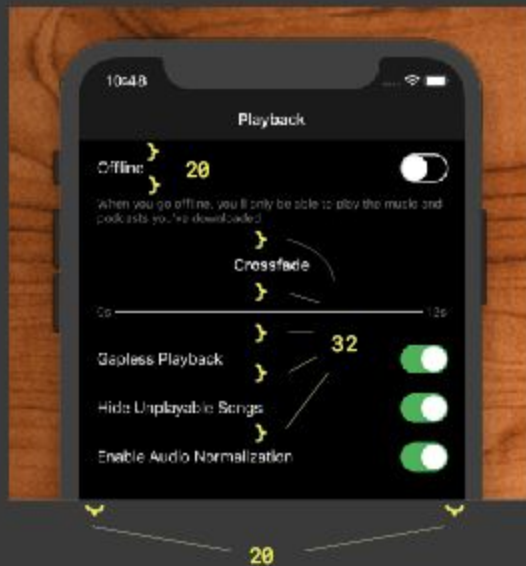 10:48
Playback
Offline
20
When you go offline, you'll only be able to play the music and
podcasts you've downloaded
Crossfade
0s 12s
32
Gapless Playback
Hide Unplayable Songs
Enable Audio Normalization
20